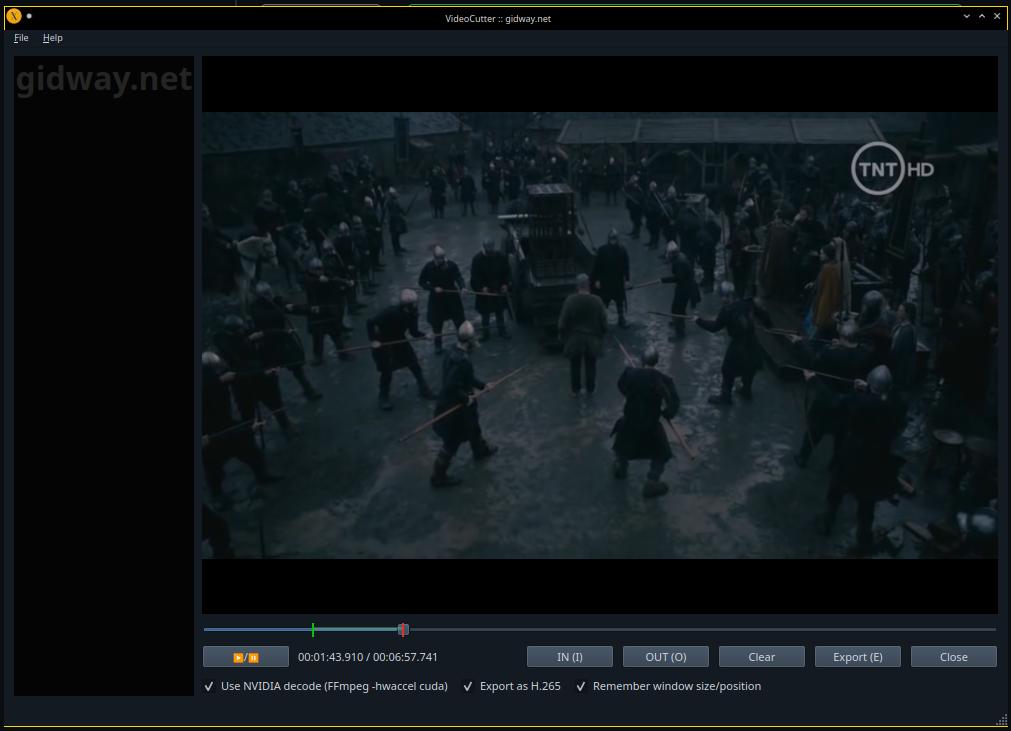 VideoCutter :: gidway.net
File Help
gidway.net
TNT HD
00:01:43.910 / 00:06:57.741
IN (I)
OUT (O)
Clear
Export (E)
Close
Use NVIDIA decode (FFmpeg -hwaccel cuda)
Export as H.265
Remember window size/position